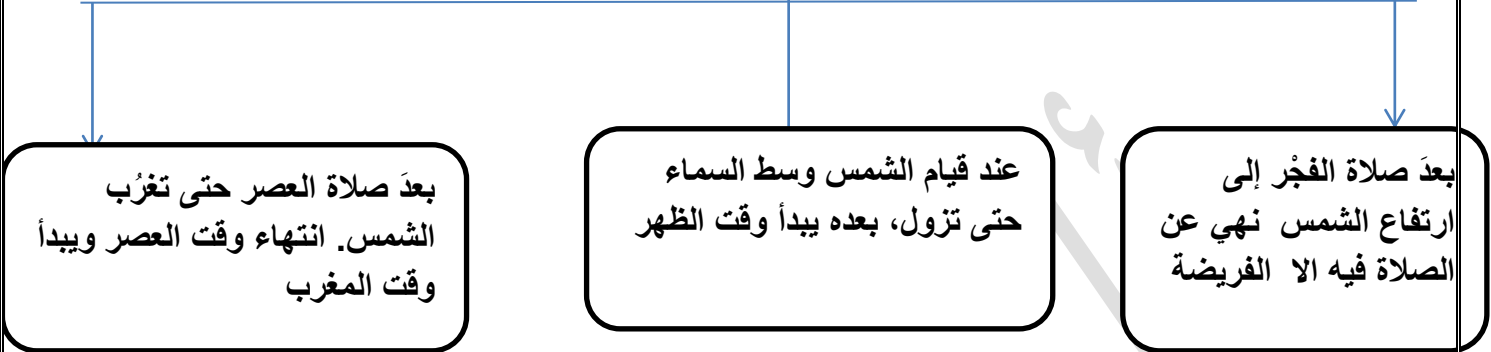 بعدَ صلاة الفجْر إلى
ارتفاع الشمس نهي عن
الصلاة فيه الا الفريضة
عند قيام الشمس وسط السماء
حتى تزول، بعده يبدأ وقت الظهر
بعدَ صلاة العصر حتى تغرُب
الشمس. انتهاء وقت العصر ويبدأ
وقت المغرب